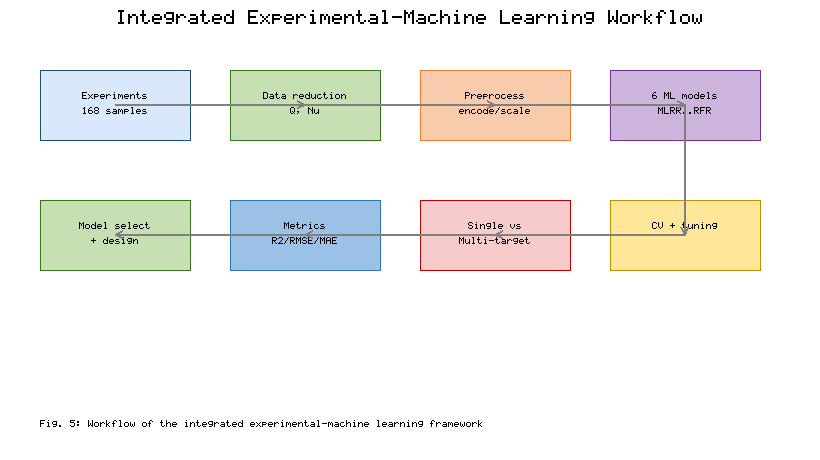 Integrated Experimental-Machine Learning Workflow
Experiments
168 samples
Data reduction
Q, Nu
Preprocess
encode/scale
6 ML models
MLRR..RFR
Model select
+ design
Metrics
R2/RMSE/MAE
Single vs
Multi-target
CV + tuning
Fig. 5: Workflow of the integrated experimental-machine learning framework